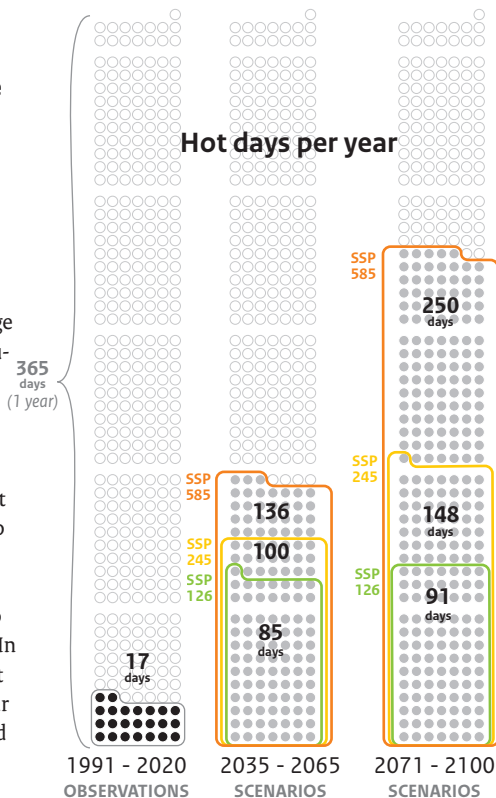 Hot days per year
365
days
(1 year)
SSP
585
250
days
SSP
245
148
days
SSP
126
91
days
SSP
585
136
SSP
245
100
SSP
126
85
days
17
days
1991 - 2020
OBSERVATIONS
2035 - 2065
SCENARIOS
2071 - 2100
SCENARIOS